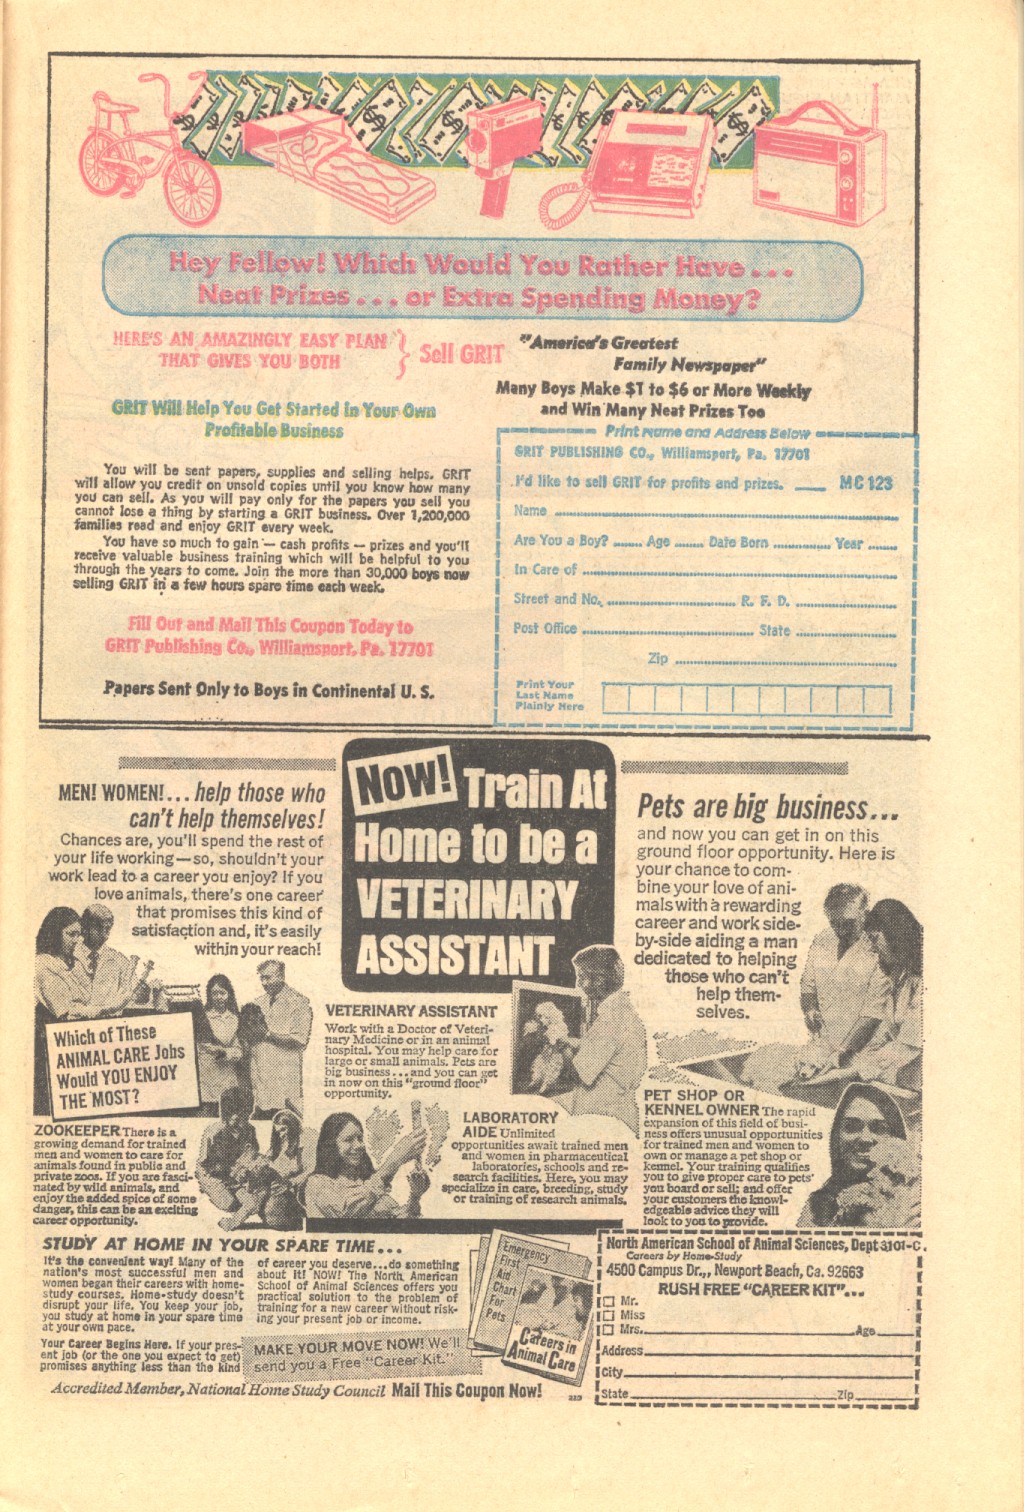 Hey Fellow! Which Would You Rather Have...
Neat Prizes... or Extra Spending Money?
HERE'S AN AMAZINGLY EASY PLAN
THAT GIVES YOU BOTH
Sell GRIT
"America's Greatest
Family Newspaper"
Many Boys Make $1 to $6 or More Weekly
and Win Many Neat Prizes Too
GRIT Will Help You Get Started In Your Own
Profitable Business
You will be sent papers, supplies and selling helps. GRIT
will allow you credit on unsold copies until you know how many
you can sell. As you will pay only for the papers you sell you
cannot lose a thing by starting a GRIT business. Over 1,200,000
families read and enjoy GRIT every week.
You have so much to gain — cash profits — prizes and you'll
receive valuable business training which will be helpful to you
through the years to come. Join the more than 30,000 boys now
selling GRIT in a few hours spare time each week.
Fill Out and Mail This Coupon Today to
GRIT Publishing Co., Williamsport, Pa. 17701
Papers Sent Only to Boys in Continental U. S.
Print Name and Address Below
GRIT PUBLISHING CO., Williamsport, Pa. 17701
I'd like to sell GRIT for profits and prizes. MC 123
Name
Are You a Boy? Age Date Born Year
In Care of
Street and No. R. F. D.
Post Office State
Zip
Print Your
Last Name
Plainly Here
NOW! Train At
Home to be a
VETERINARY
ASSISTANT
MEN! WOMEN!... help those who
can't help themselves!
Chances are, you'll spend the rest of
your life working—so, shouldn't your
work lead to a career you enjoy? If you
love animals, there's one career
that promises this kind of
satisfaction and, it's easily
within your reach!
Pets are big business...
and now you can get in on this
ground floor opportunity. Here is
your chance to com-
bine your love of ani-
mals with a rewarding
career and work side-
by-side aiding a man
dedicated to helping
those who can't
help them-
selves.
Which of These
ANIMAL CARE Jobs
Would YOU ENJOY
THE MOST?
VETERINARY ASSISTANT
Work with a Doctor of Veteri-
nary Medicine or in an animal
hospital. You may help care for
large or small animals. Pets are
big business...and you can get
in now on this "ground floor"
opportunity.
ZOOKEEPER There is a
growing demand for trained
men and women to care for
animals found in public and
private zoos. If you are fasci-
nated by wild animals, and
enjoy the added spice of some
danger, this can be an exciting
career opportunity.
LABORATORY
AIDE Unlimited
opportunities await trained men
and women in pharmaceutical
laboratories, schools and re-
search facilities. Here, you may
specialize in care, breeding, study
or training of research animals.
PET SHOP OR
KENNEL OWNER The rapid
expansion of this field of busi-
ness offers unusual opportunities
for trained men and women to
own or manage a pet shop or
kennel. Your training qualifies
you to give proper care to pets
you board or sell; and offer
your customers the knowl-
edgeable advice they will
look to you to provide.
STUDY AT HOME IN YOUR SPARE TIME...
It's the convenient way! Many of the
nation's most successful men and
women began their careers with home-
study courses. Home-study doesn't
disrupt your life. You keep your job,
you study at home in your spare time
at your own pace.
Your Career Begins Here. If your pres-
ent job (or the one you expect to get)
promises anything less than the kind
of career you deserve...do something
about it! NOW! The North American
School of Animal Sciences offers you
practical solution to the problem of
training for a new career without risk-
ing your present job or income.
MAKE YOUR MOVE NOW! We'll
send you a Free "Career Kit."
Emergency
First
Aid
Chart
For
Pets
Careers in
Animal Care
Accredited Member, National Home Study Council Mail This Coupon Now!
North American School of Animal Sciences, Dept 3101-C.
Careers by Home-Study
4500 Campus Dr., Newport Beach, Ca. 92663
RUSH FREE "CAREER KIT"...
Mr.
Miss
Mrs. Age
Address
City
State Zip